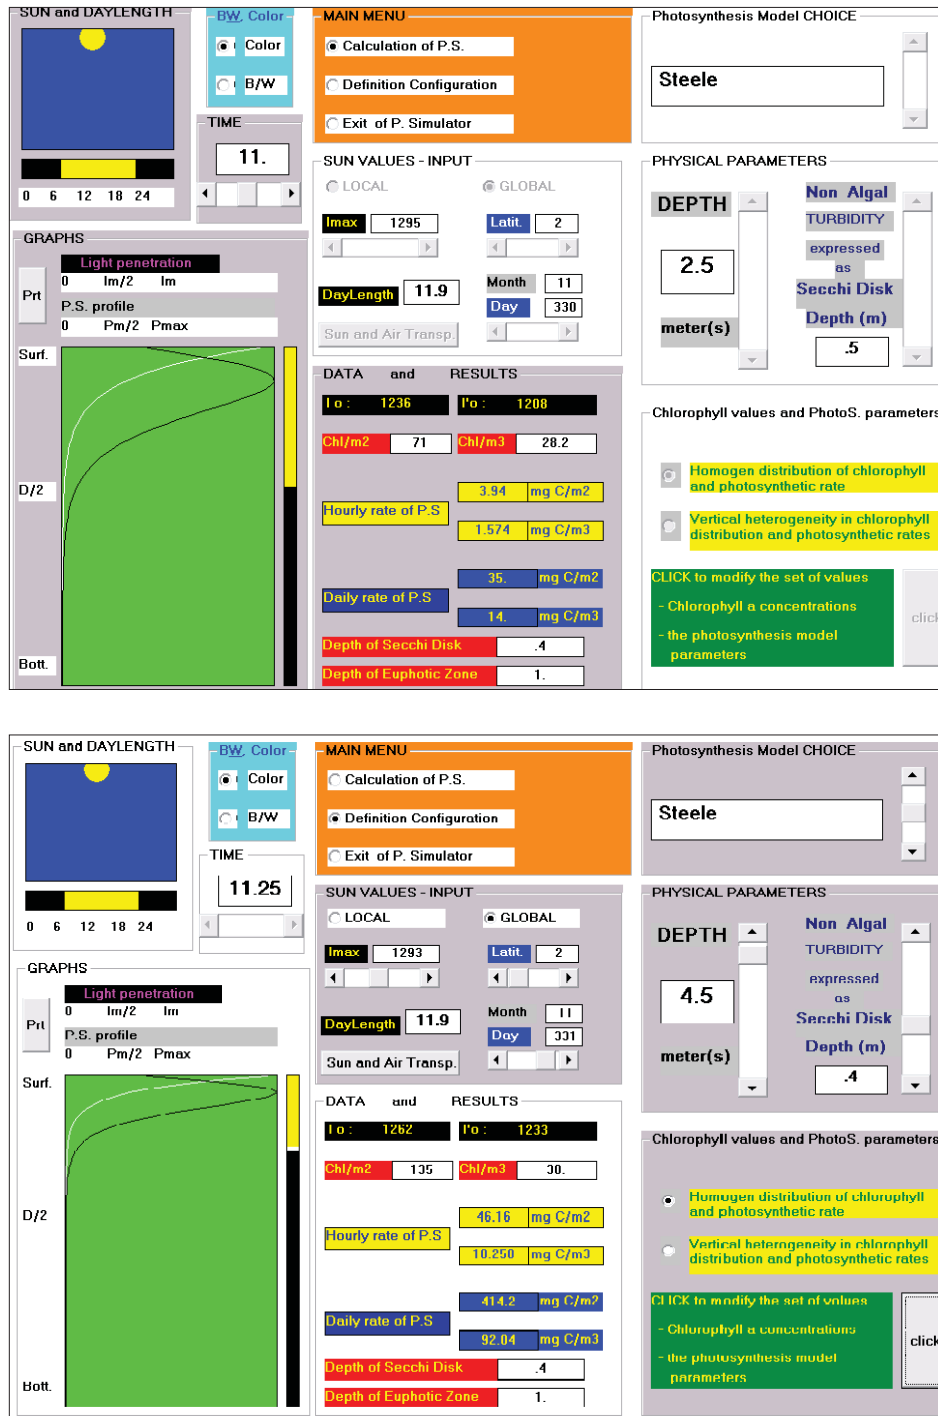 SUN and DAYLENGTH
0 6 12 18 24
BW, Color
Color
B/W
TIME
11.
MAIN MENU
Calculation of P.S.
Definition Configuration
Exit of P. Simulator
Photosynthesis Model CHOICE
Steele
SUN VALUES - INPUT
LOCAL
GLOBAL
Imax 1295
Latit. 2
DayLength 11.9
Month 11
Day 330
Sun and Air Transp.
PHYSICAL PARAMETERS
DEPTH
2.5
meter(s)
Non Algal
TURBIDITY
expressed
as
Secchi Disk
Depth (m)
.5
GRAPHS
Prt
Light penetration
0 Im/2 Im
P.S. profile
0 Pm/2 Pmax
Surf.
D/2
Bott.
DATA and RESULTS
I o : 1236
I'o : 1208
Chl/m2 71
Chl/m3 28.2
Hourly rate of P.S
3.94 mg C/m2
1.574 mg C/m3
Daily rate of P.S
35. mg C/m2
14. mg C/m3
Depth of Secchi Disk .4
Depth of Euphotic Zone 1.
Chlorophyll values and PhotoS. parameters
Homogen distribution of chlorophyll
and photosynthetic rate
Vertical heterogeneity in chlorophyll
distribution and photosynthetic rates
CLICK to modify the set of values
- Chlorophyll a concentrations
- the photosynthesis model
parameters
click
SUN and DAYLENGTH
0 6 12 18 24
BW, Color
Color
B/W
TIME
11.25
MAIN MENU
Calculation of P.S.
Definition Configuration
Exit of P. Simulator
Photosynthesis Model CHOICE
Steele
SUN VALUES - INPUT
LOCAL
GLOBAL
Imax 1293
Latit. 2
DayLength 11.9
Month 11
Day 331
Sun and Air Transp.
PHYSICAL PARAMETERS
DEPTH
4.5
meter(s)
Non Algal
TURBIDITY
expressed
as
Secchi Disk
Depth (m)
.4
GRAPHS
Prt
Light penetration
0 Im/2 Im
P.S. profile
0 Pm/2 Pmax
Surf.
D/2
Bott.
DATA and RESULTS
I o : 1262
I'o : 1233
Chl/m2 135
Chl/m3 30.
Hourly rate of P.S
46.16 mg C/m2
10.250 mg C/m3
Daily rate of P.S
414.2 mg C/m2
92.04 mg C/m3
Depth of Secchi Disk .4
Depth of Euphotic Zone 1.
Chlorophyll values and PhotoS. parameters
Homogen distribution of chlorophyll
and photosynthetic rate
Vertical heterogeneity in chlorophyll
distribution and photosynthetic rates
CLICK to modify the set of values
- Chlorophyll a concentrations
- the photosynthesis model
parameters
click